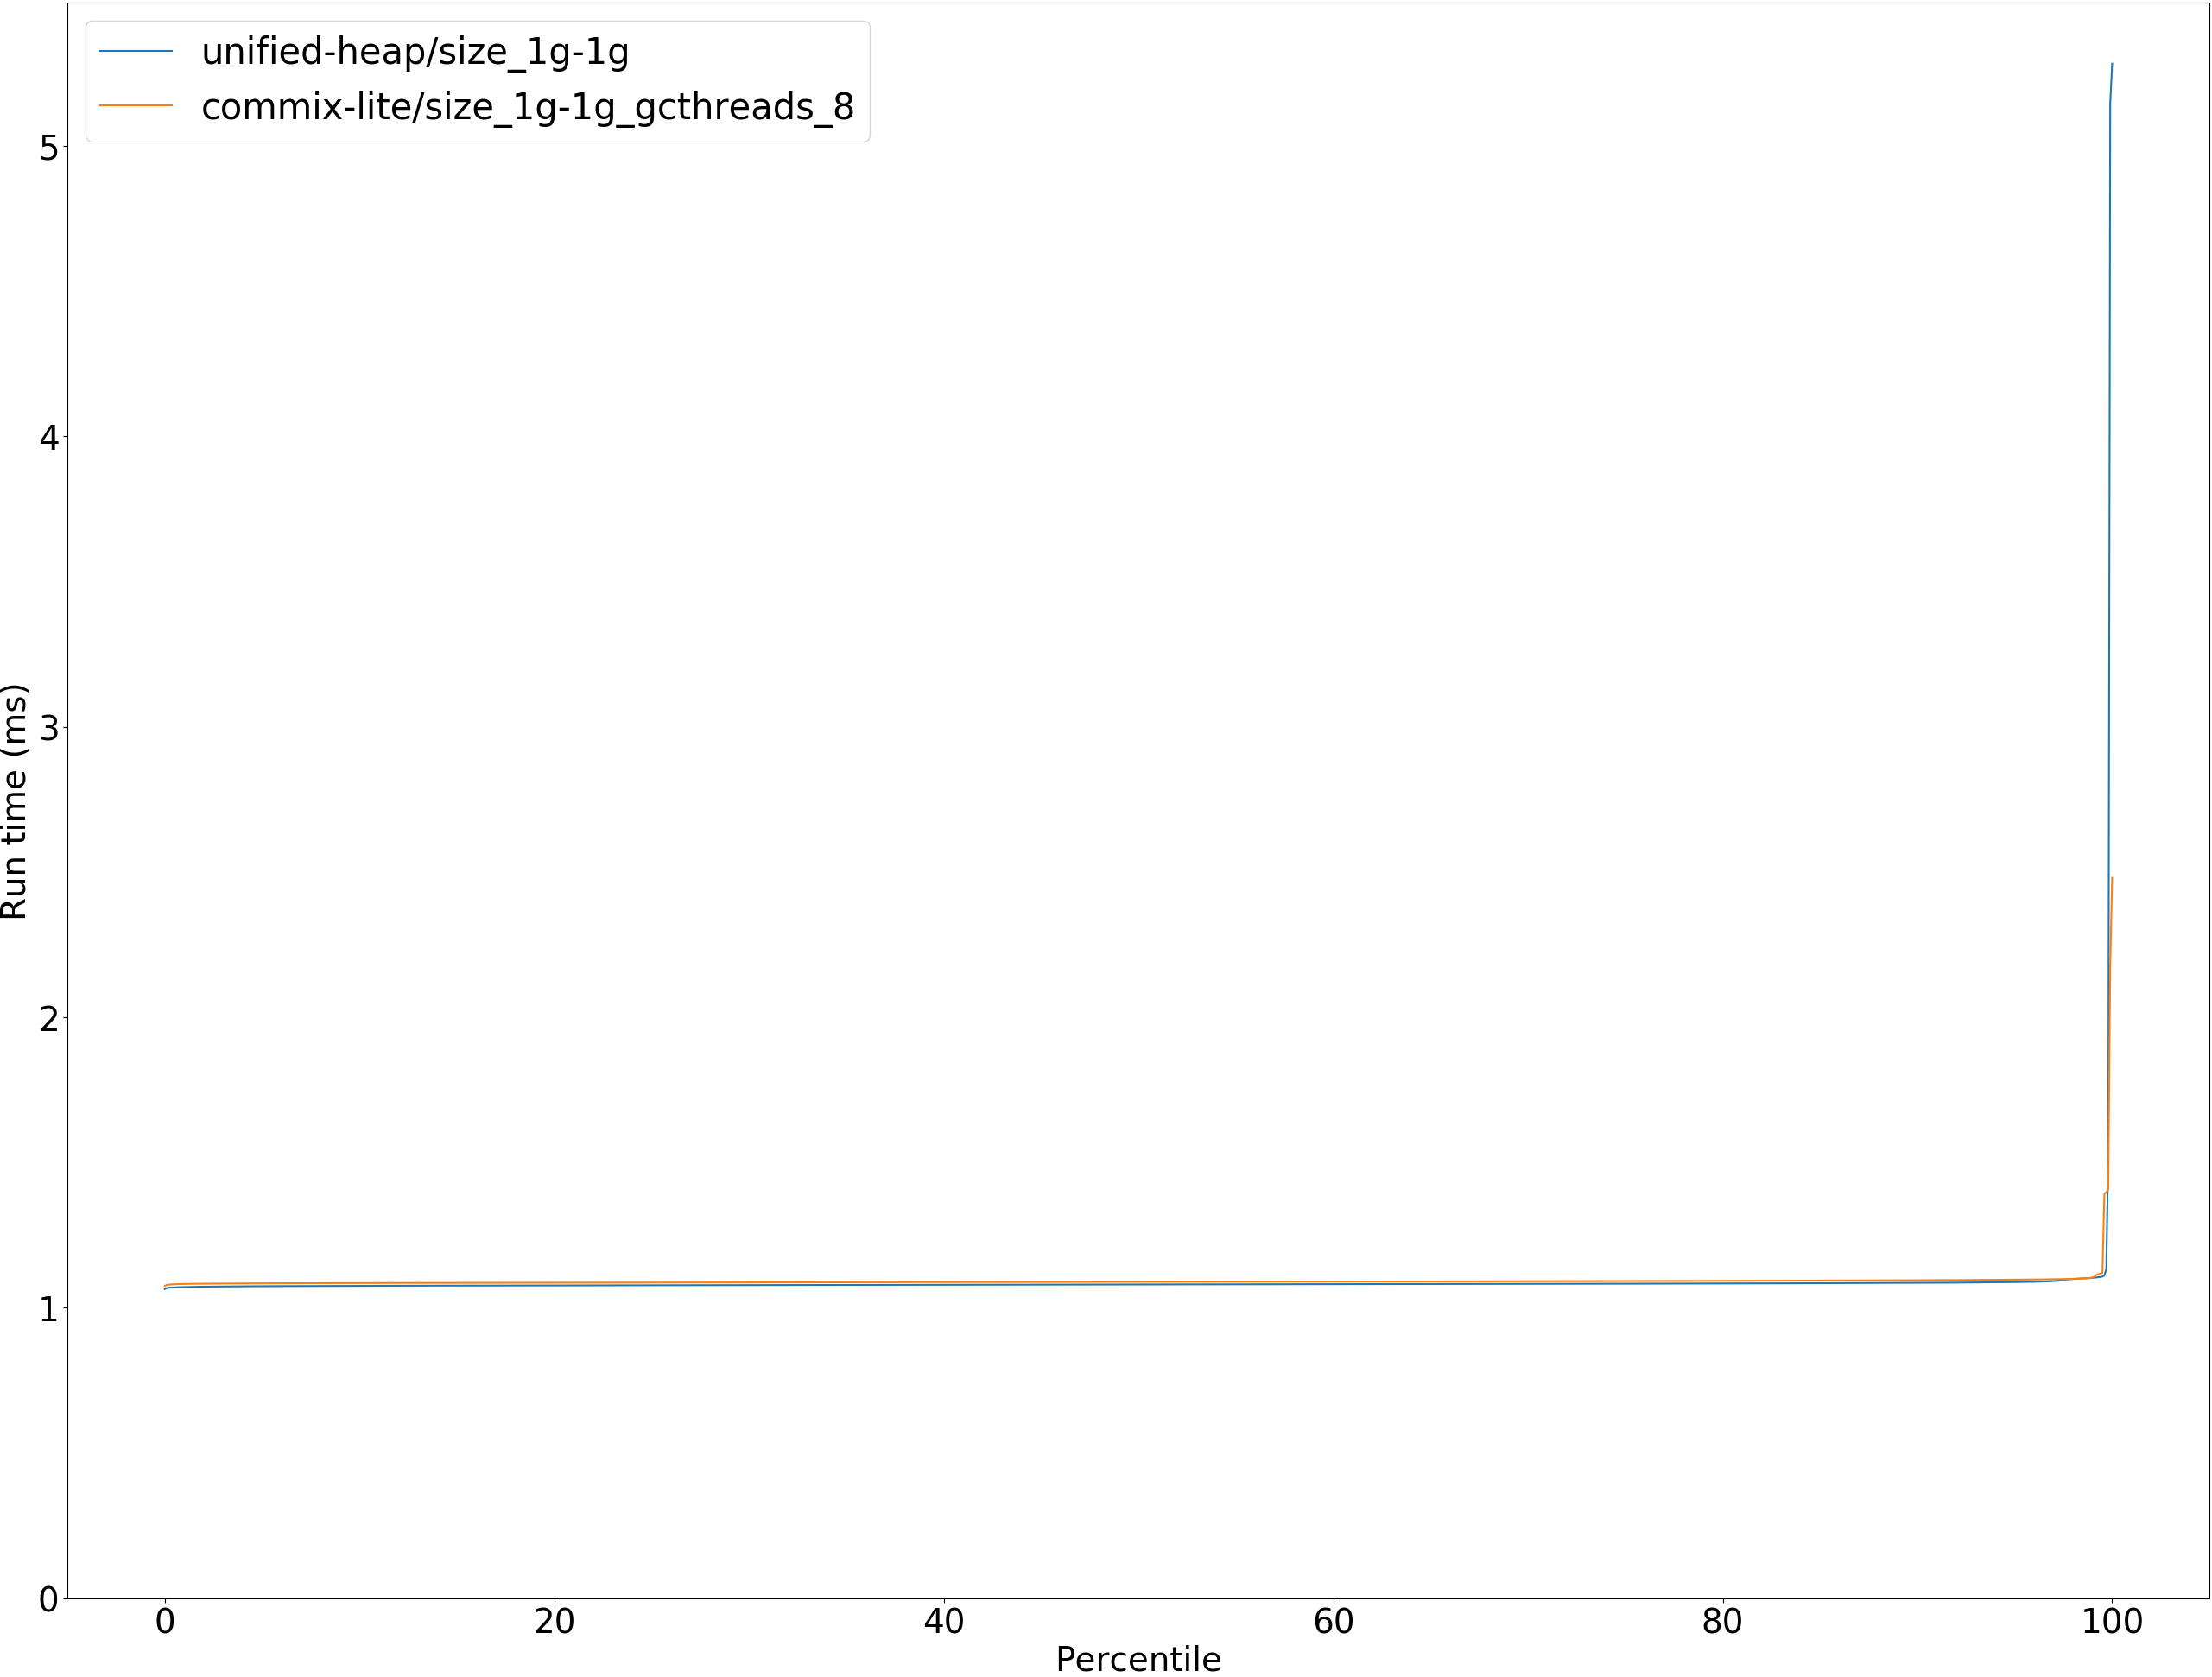 unified-heap/size_1g-1g
commix-lite/size_1g-1g_gcthreads_8
Run time (ms)
5
4
3
2
1
0
0 20 40 60 80 100
Percentile